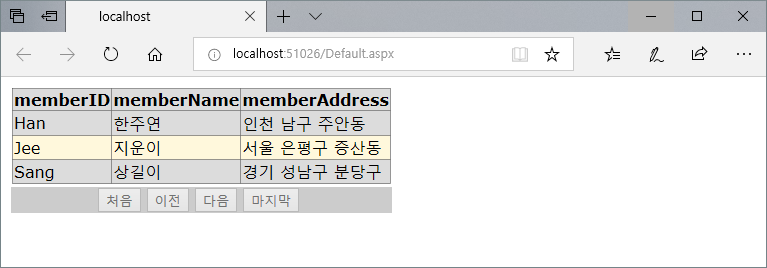 localhost
localhost:51026/Default.aspx
memberID memberName memberAddress
Han 한주연 인천 남구 주안동
Jee 지운이 서울 은평구 증산동
Sang 상길이 경기 성남구 분당구
처음 이전 다음 마지막